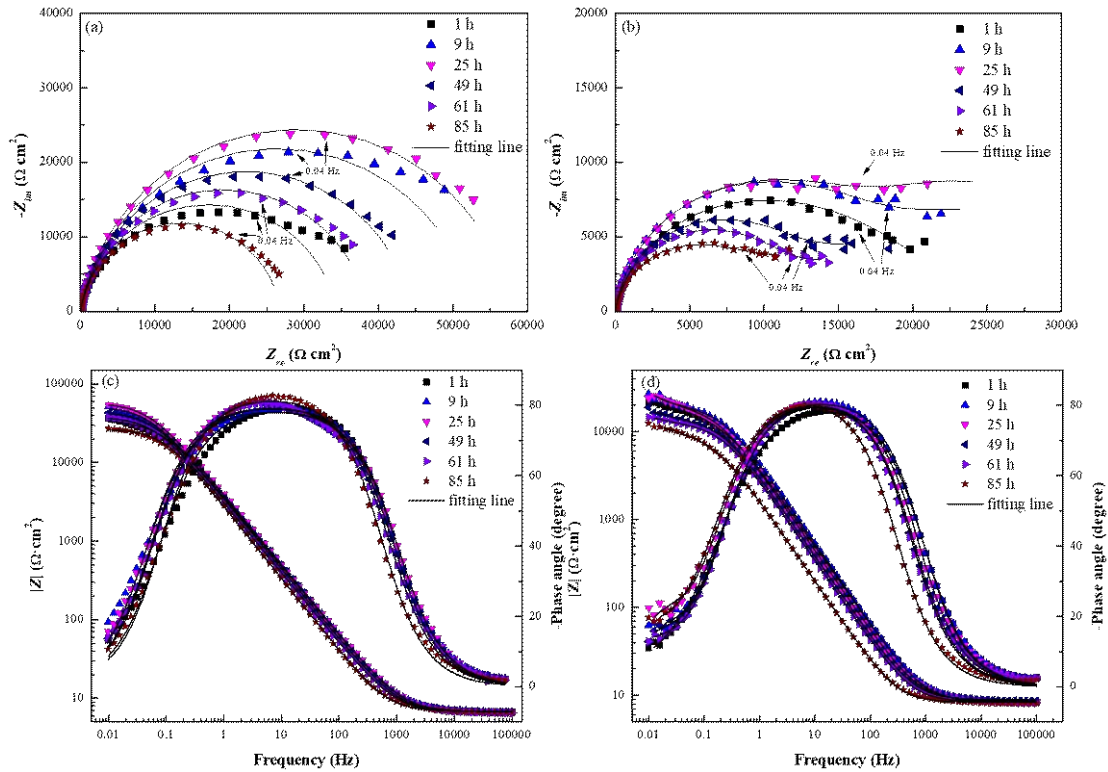 (a)
40000
30000
20000
10000
0
-Z_im (Ω cm²)
0 10000 20000 30000 40000 50000 60000
Z_re (Ω cm²)
1 h
9 h
25 h
49 h
61 h
85 h
fitting line
0.04 Hz
0.04 Hz
(b)
20000
15000
10000
5000
0
-Z_im (Ω cm²)
0 5000 10000 15000 20000 25000 30000
Z_re (Ω cm²)
1 h
9 h
25 h
49 h
61 h
85 h
fitting line
0.04 Hz
0.04 Hz
0.04 Hz
(c)
100000
10000
1000
100
10
|Z| (Ω·cm²)
0.01 0.1 1 10 100 1000 10000 100000
Frequency (Hz)
80
60
40
20
0
-Phase angle (degree)
1 h
9 h
25 h
49 h
61 h
85 h
fitting line
(d)
10000
1000
100
10
|Z| (Ω·cm²)
0.01 0.1 1 10 100 1000 10000 100000
Frequency (Hz)
80
60
40
20
0
-Phase angle (degree)
1 h
9 h
25 h
49 h
61 h
85 h
fitting line